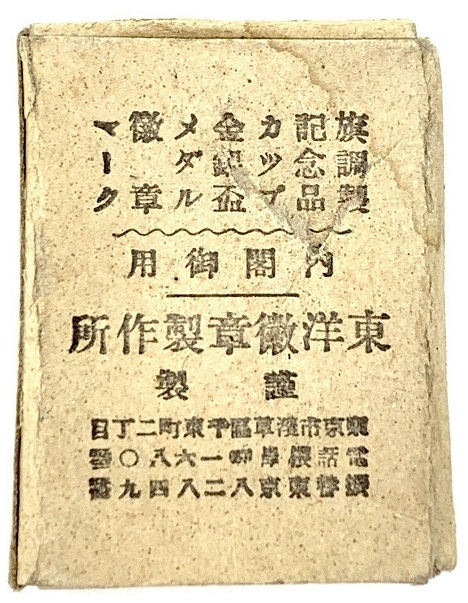 旗調製
記念品
カップ
金銀盃
メダル
徽章
マーク
内閣御用
東洋徽章製作所
謹製
東京市淺草區千束町二丁目
電話根岸一六八〇番
振替東京八二八四九番